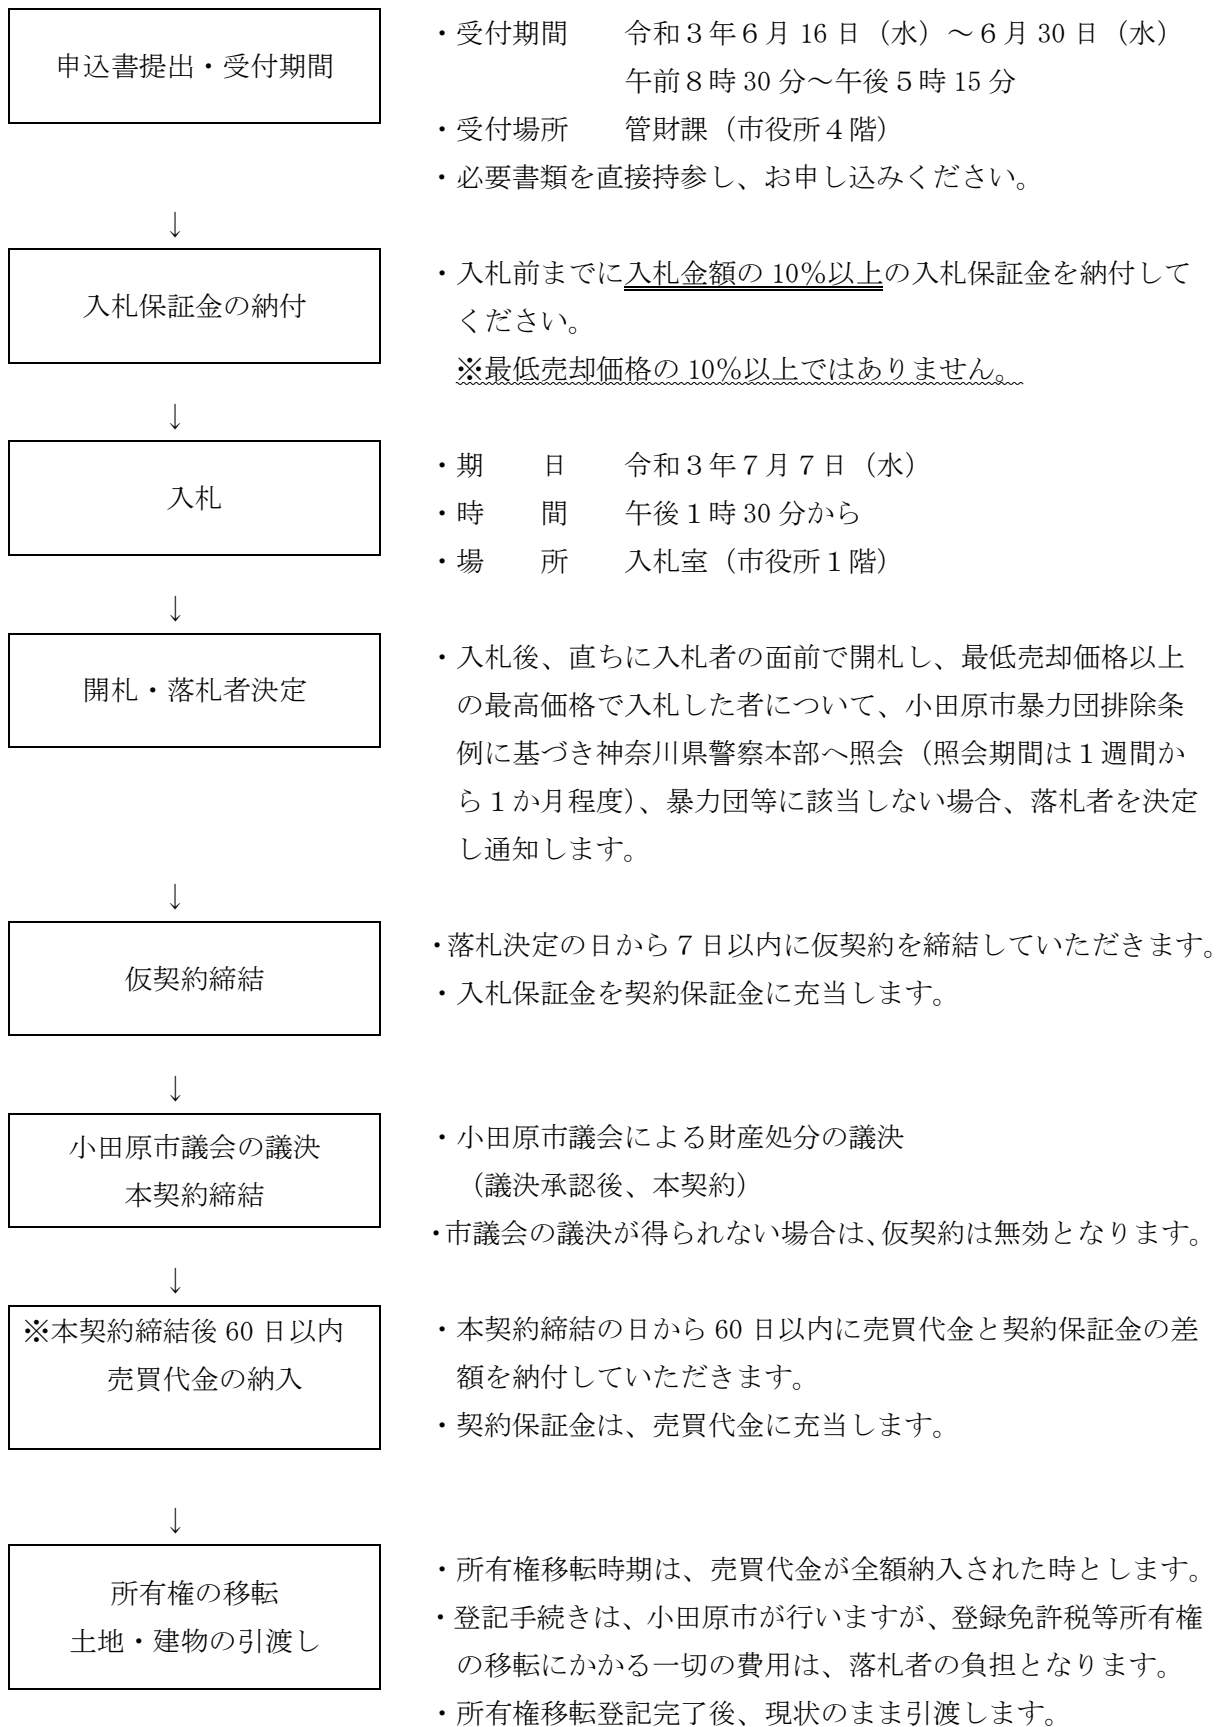 申込書提出・受付期間
・受付期間　　令和３年６月 16 日（水）～６月 30 日（水）
午前８時 30 分～午後５時 15 分
・受付場所　　管財課（市役所４階）
・必要書類を直接持参し、お申し込みください。
↓
入札保証金の納付
・入札前までに入札金額の 10％以上の入札保証金を納付して
ください。
※最低売却価格の 10％以上ではありません。
↓
入札
・期　　日　　令和３年７月７日（水）
・時　　間　　午後１時 30 分から
・場　　所　　入札室（市役所１階）
↓
開札・落札者決定
・入札後、直ちに入札者の面前で開札し、最低売却価格以上
の最高価格で入札した者について、小田原市暴力団排除条
例に基づき神奈川県警察本部へ照会（照会期間は１週間か
ら１か月程度）、暴力団等に該当しない場合、落札者を決定
し通知します。
↓
仮契約締結
・落札決定の日から７日以内に仮契約を締結していただきます。
・入札保証金を契約保証金に充当します。
↓
小田原市議会の議決
本契約締結
・小田原市議会による財産処分の議決
（議決承認後、本契約）
・市議会の議決が得られない場合は、仮契約は無効となります。
↓
※本契約締結後 60 日以内
売買代金の納入
・本契約締結の日から 60 日以内に売買代金と契約保証金の差
額を納付していただきます。
・契約保証金は、売買代金に充当します。
↓
所有権の移転
土地・建物の引渡し
・所有権移転時期は、売買代金が全額納入された時とします。
・登記手続きは、小田原市が行いますが、登録免許税等所有権
の移転にかかる一切の費用は、落札者の負担となります。
・所有権移転登記完了後、現状のまま引渡します。